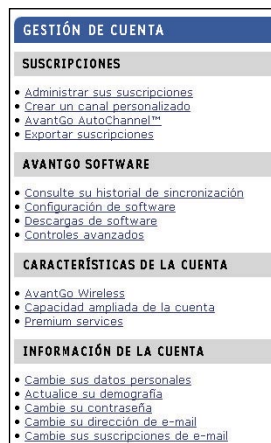 GESTIÓN DE CUENTA
SUSCRIPCIONES
• Administrar sus suscripciones
• Crear un canal personalizado
• AvantGo AutoChannel™
• Exportar suscripciones
AVANTGO SOFTWARE
• Consulte su historial de sincronización
• Configuración de software
• Descargas de software
• Controles avanzados
CARACTERÍSTICAS DE LA CUENTA
• AvantGo Wireless
• Capacidad ampliada de la cuenta
• Premium services
INFORMACIÓN DE LA CUENTA
• Cambie sus datos personales
• Actualice su demografía
• Cambie su contraseña
• Cambie su dirección de e-mail
• Cambie sus suscripciones de e-mail